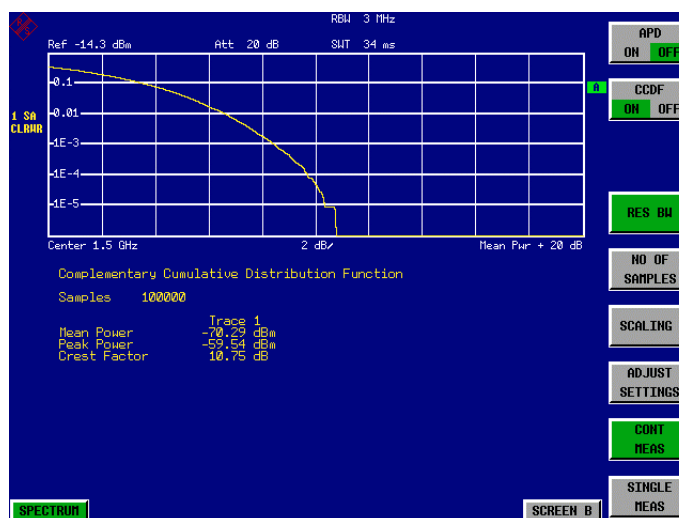 RBW 3 MHz
Ref -14.3 dBm Att 20 dB SWT 34 ms
0.1
0.01
1E-3
1E-4
1E-5
1 SA
CLRWR
A
Center 1.5 GHz 2 dB/ Mean Pwr + 20 dB
Complementary Cumulative Distribution Function
Samples 100000
Trace 1
Mean Power -70.29 dBm
Peak Power -59.54 dBm
Crest Factor 10.75 dB
APD
ON OFF
CCDF
ON OFF
RES BW
NO OF
SAMPLES
SCALING
ADJUST
SETTINGS
CONT
MEAS
SINGLE
MEAS
SPECTRUM
SCREEN B